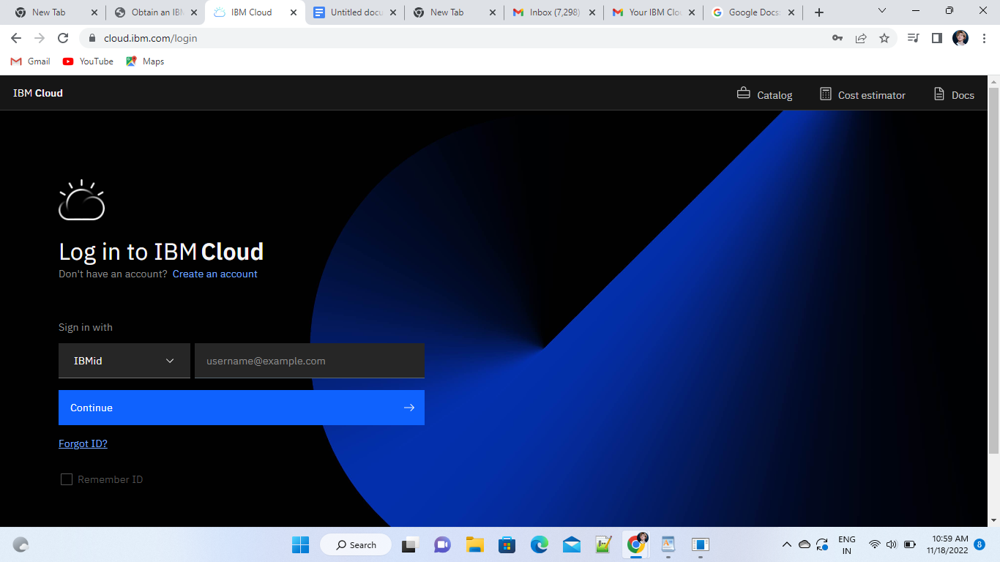 New Tab
Obtain an IBM
IBM Cloud
Untitled docu
New Tab
Inbox (7,298)
Your IBM Clou
Google Docs:
cloud.ibm.com/login
Gmail
YouTube
Maps
IBM Cloud
Catalog
Cost estimator
Docs
Log in to IBM Cloud
Don't have an account? Create an account
Sign in with
IBMid
username@example.com
Continue
Forgot ID?
Remember ID
Search
ENG
IN
10:59 AM
11/18/2022
8